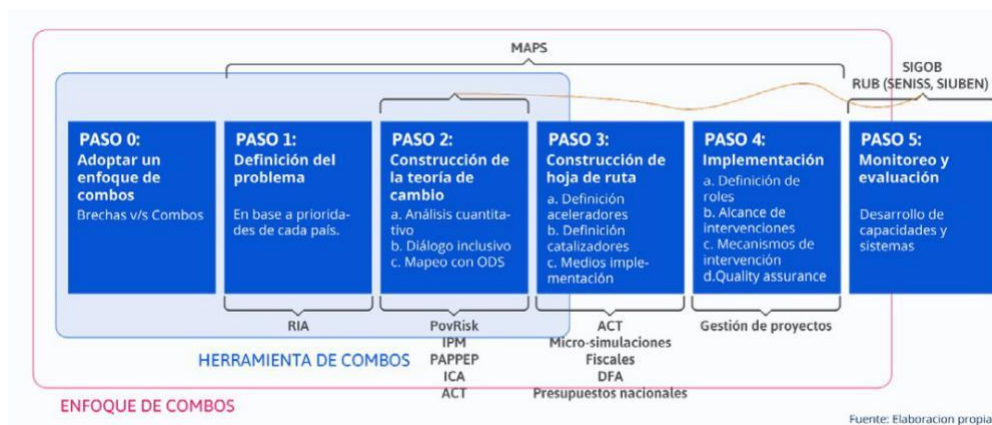 MAPS
SIGOB
RUB (SENISS, SIUBEN)
PASO 0:
Adoptar un
enfoque de
combos
Brechas v/s Combos
PASO 1:
Definición del
problema
En base a priorida-
des de cada país.
PASO 2:
Construcción de
la teoría de
cambio
a. Análisis cuantita-
tivo
b. Diálogo inclusivo
c. Mapeo con ODS
PASO 3:
Construcción de
hoja de ruta
a. Definición
aceleradores
b. Definición
catalizadores
c. Medios imple-
mentación
PASO 4:
Implementación
a. Definición de
roles
b. Alcance de
intervenciones
c. Mecanismos de
intervención
d.Quality assurance
PASO 5:
Monitoreo y
evaluación
Desarrollo de
capacidades y
sistemas
RIA
PovRisk
IPM
PAPPEP
ICA
ACT
ACT
Micro-simulaciones
Fiscales
DFA
Presupuestos nacionales
Gestión de proyectos
HERRAMIENTA DE COMBOS
ENFOQUE DE COMBOS
Fuente: Elaboracion propia